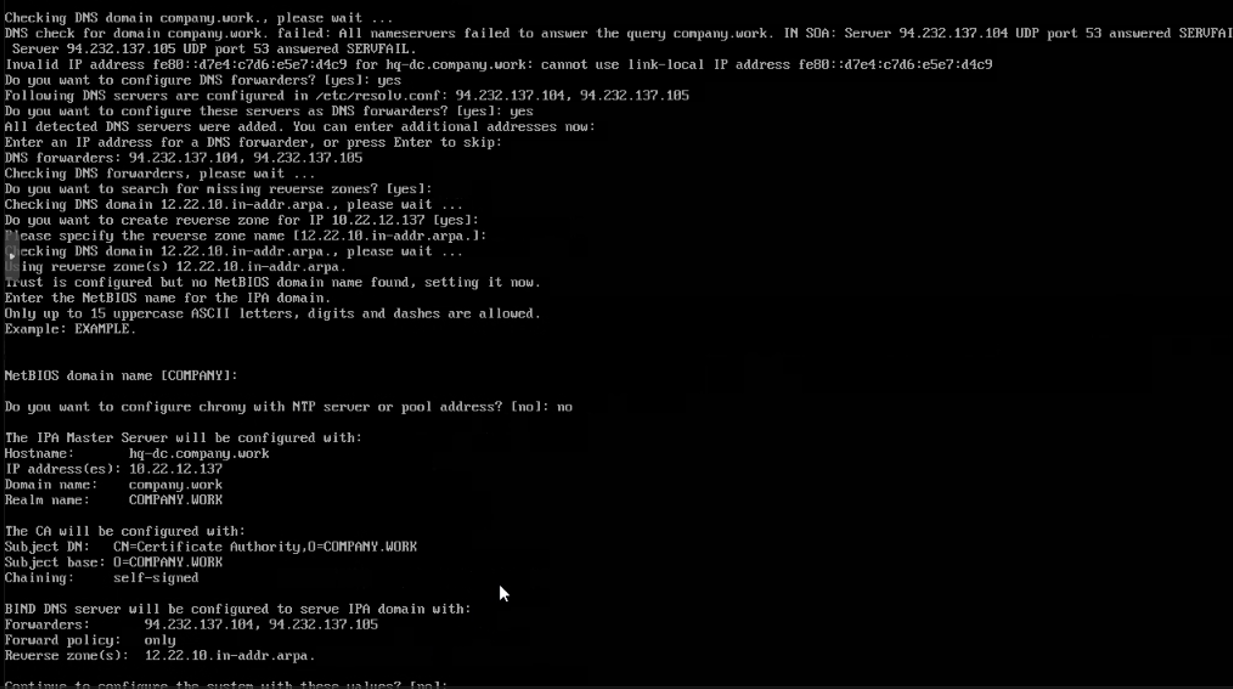 Checking DNS domain company.work., please wait ...
DNS check for domain company.work. failed: All nameservers failed to answer the query company.work. IN SOA: Server 94.232.137.104 UDP port 53 answered SERVFAI
Server 94.232.137.105 UDP port 53 answered SERVFAIL.
Invalid IP address fe80::d7e4:c7d6:e5e7:d4c9 for hq-dc.company.work: cannot use link-local IP address fe80::d7e4:c7d6:e5e7:d4c9
Do you want to configure DNS forwarders? [yes]: yes
Following DNS servers are configured in /etc/resolv.conf: 94.232.137.104, 94.232.137.105
Do you want to configure these servers as DNS forwarders? [yes]: yes
All detected DNS servers were added. You can enter additional addresses now:
Enter an IP address for a DNS forwarder, or press Enter to skip:
DNS forwarders: 94.232.137.104, 94.232.137.105
Checking DNS forwarders, please wait ...
Do you want to search for missing reverse zones? [yes]:
Checking DNS domain 12.22.10.in-addr.arpa., please wait ...
Do you want to create reverse zone for IP 10.22.12.137 [yes]:
Please specify the reverse zone name [12.22.10.in-addr.arpa.]:
Checking DNS domain 12.22.10.in-addr.arpa., please wait ...
Using reverse zone(s) 12.22.10.in-addr.arpa.
Trust is configured but no NetBIOS domain name found, setting it now.
Enter the NetBIOS name for the IPA domain.
Only up to 15 uppercase ASCII letters, digits and dashes are allowed.
Example: EXAMPLE.
NetBIOS domain name [COMPANY]:
Do you want to configure chrony with NTP server or pool address? [no]: no
The IPA Master Server will be configured with:
Hostname: hq-dc.company.work
IP address(es): 10.22.12.137
Domain name: company.work
Realm name: COMPANY.WORK
The CA will be configured with:
Subject DN: CN=Certificate Authority,O=COMPANY.WORK
Subject base: O=COMPANY.WORK
Chaining: self-signed
BIND DNS server will be configured to serve IPA domain with:
Forwarders: 94.232.137.104, 94.232.137.105
Forward policy: only
Reverse zone(s): 12.22.10.in-addr.arpa.
Continue to configure the system with these values? [no]: